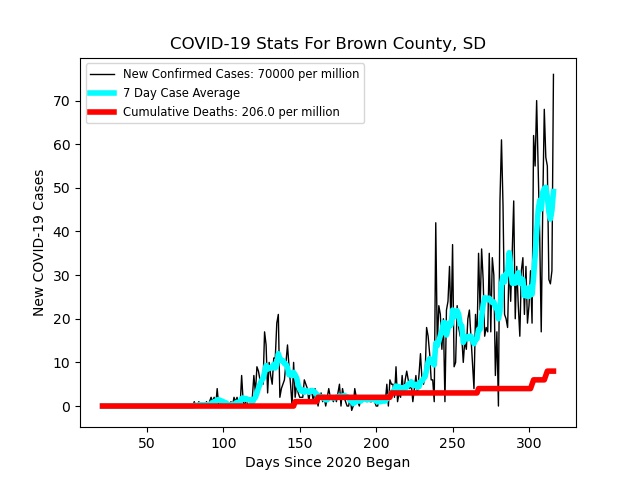 COVID-19 Stats For Brown County, SD
New Confirmed Cases: 70000 per million
7 Day Case Average
Cumulative Deaths: 206.0 per million
New COVID-19 Cases
70
60
50
40
30
20
10
0
50 100 150 200 250 300
Days Since 2020 Began